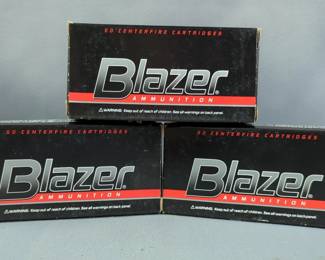 50 CENTERFIRE CARTRIDGES
Blazer®
AMMUNITION
⚠WARNING: Keep out of reach of children. See all warnings on back panel.
50 CENTERFIRE CARTRIDGES
Blazer®
AMMUNITION
⚠WARNING: Keep out of reach of children. See all warnings on back panel.
50 CENTERFIRE CARTRIDGES
Blazer®
AMMUNITION
⚠WARNING: Keep out of reach of children. See all warnings on back panel.